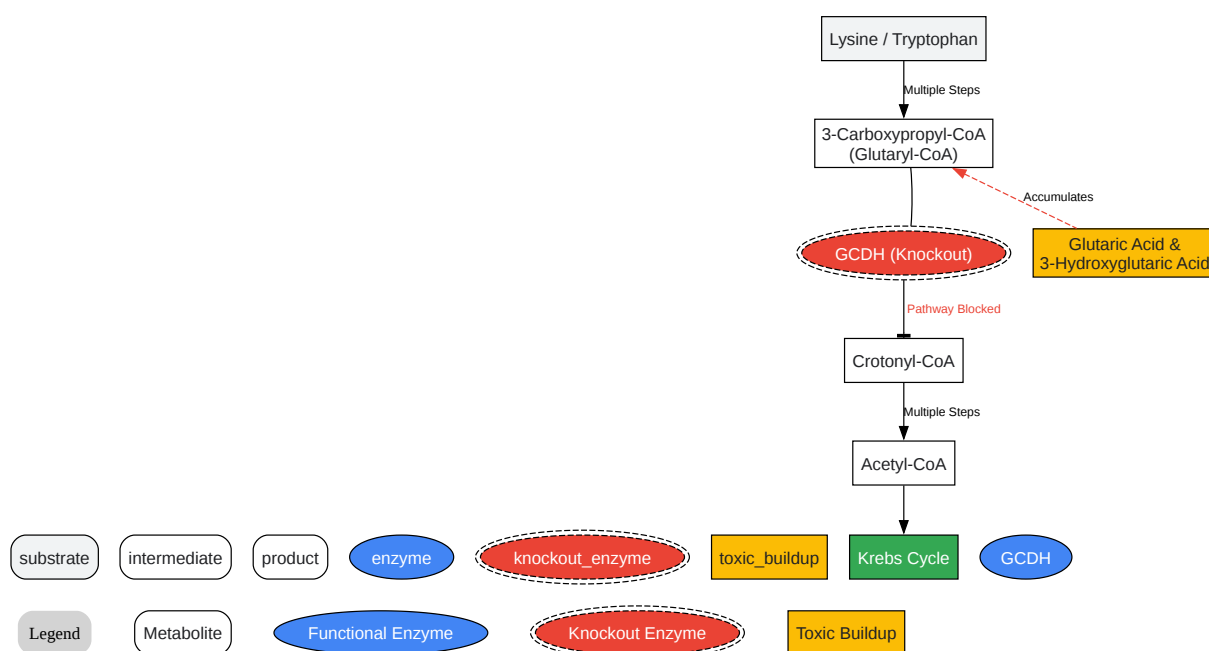 Lysine / Tryptophan
Multiple Steps
3-Carboxypropyl-CoA
(Glutaryl-CoA)
Accumulates
GCDH (Knockout)
Glutaric Acid &
3-Hydroxyglutaric Acid
Pathway Blocked
Crotonyl-CoA
Multiple Steps
Acetyl-CoA
substrate
intermediate
product
enzyme
knockout_enzyme
toxic_buildup
Krebs Cycle
GCDH
Legend
Metabolite
Functional Enzyme
Knockout Enzyme
Toxic Buildup